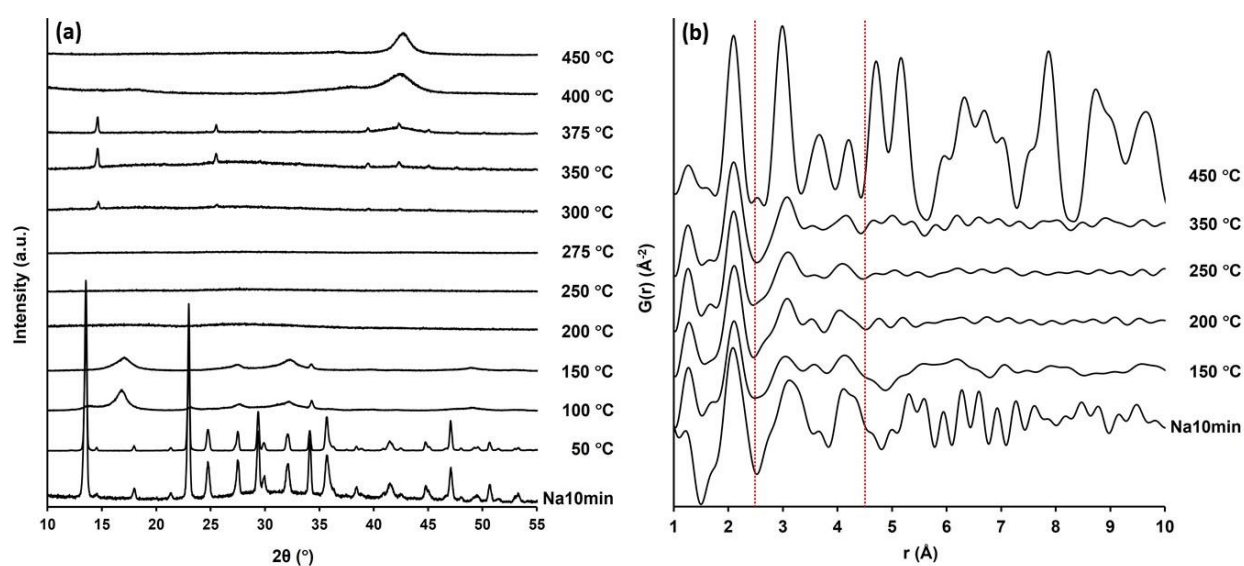 (a)
450 °C
400 °C
375 °C
350 °C
300 °C
275 °C
250 °C
200 °C
150 °C
100 °C
50 °C
Na10min
Intensity (a.u.)
10 15 20 25 30 35 40 45 50 55
2θ (°)
(b)
450 °C
350 °C
250 °C
200 °C
150 °C
Na10min
G(r) (Å-2)
1 2 3 4 5 6 7 8 9 10
r (Å)